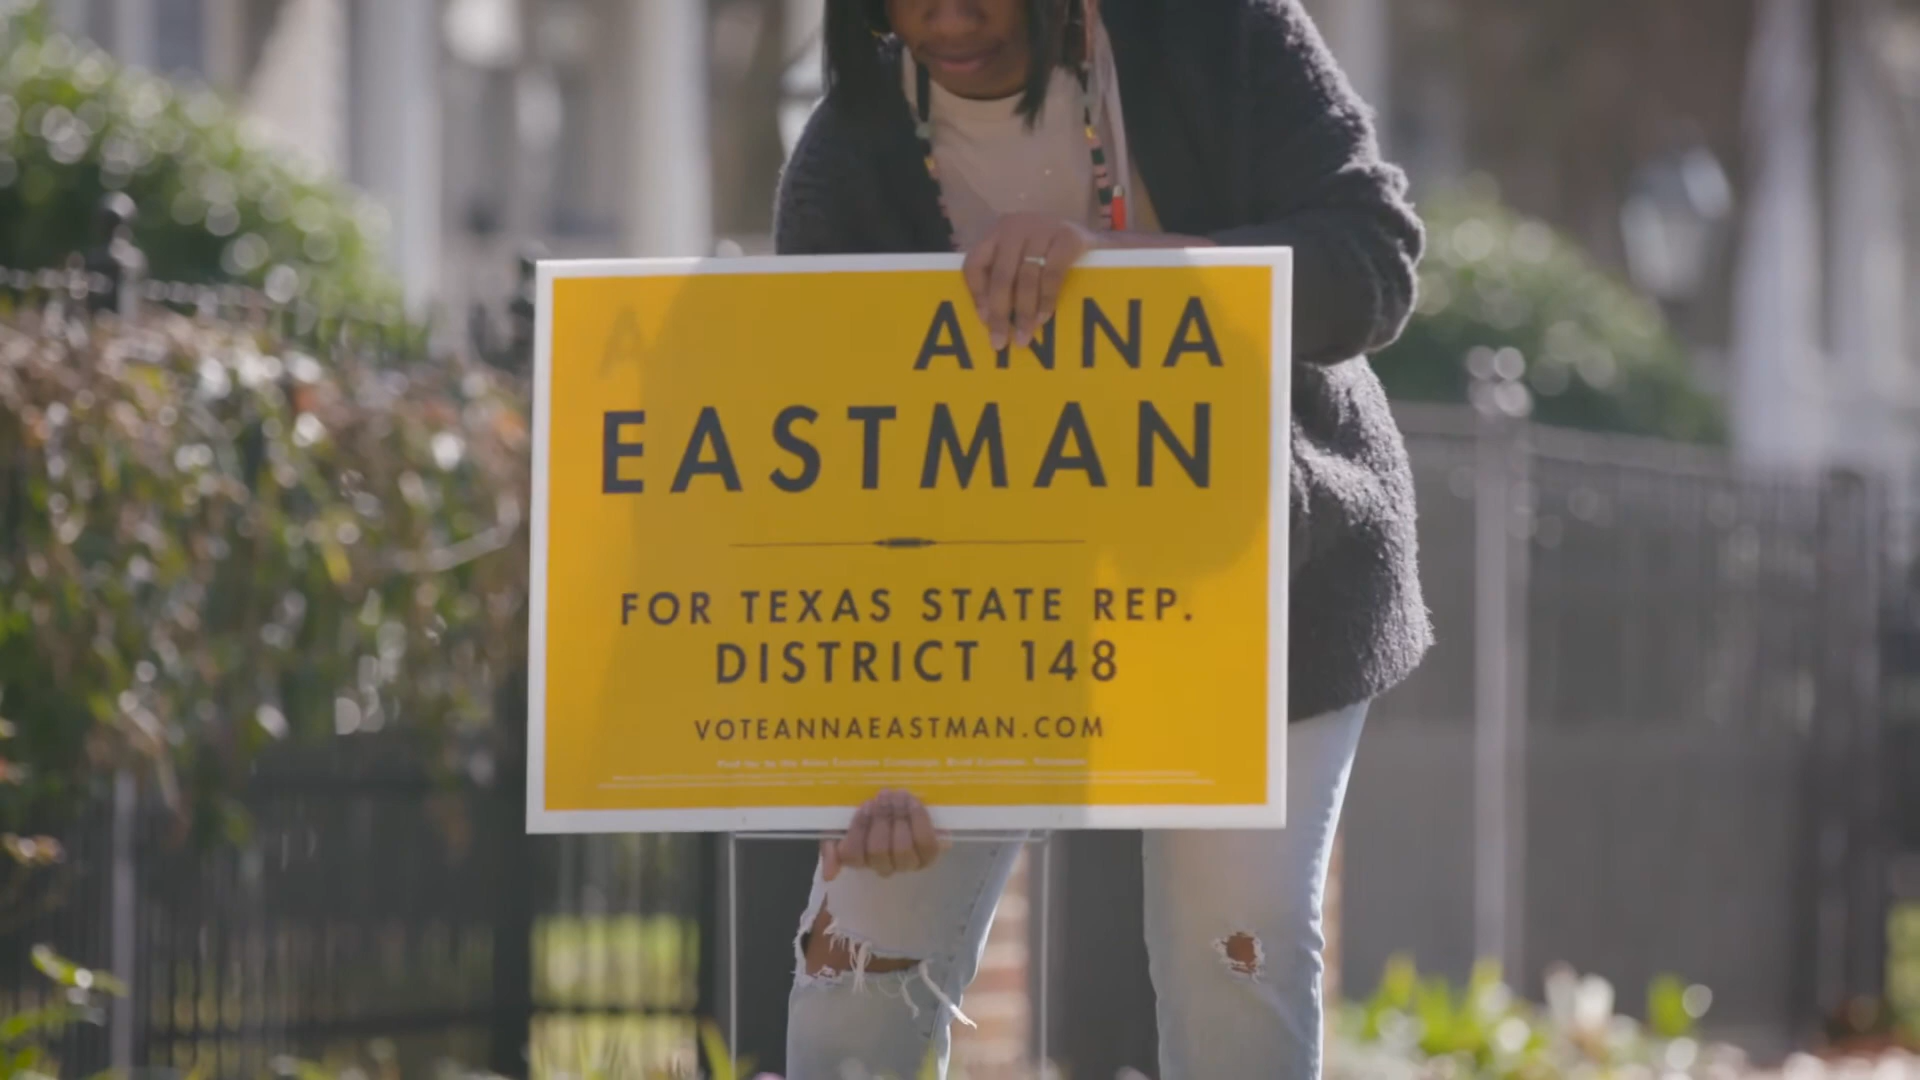 ANNA
EASTMAN
FOR TEXAS STATE REP.
DISTRICT 148
VOTEANNAEASTMAN.COM